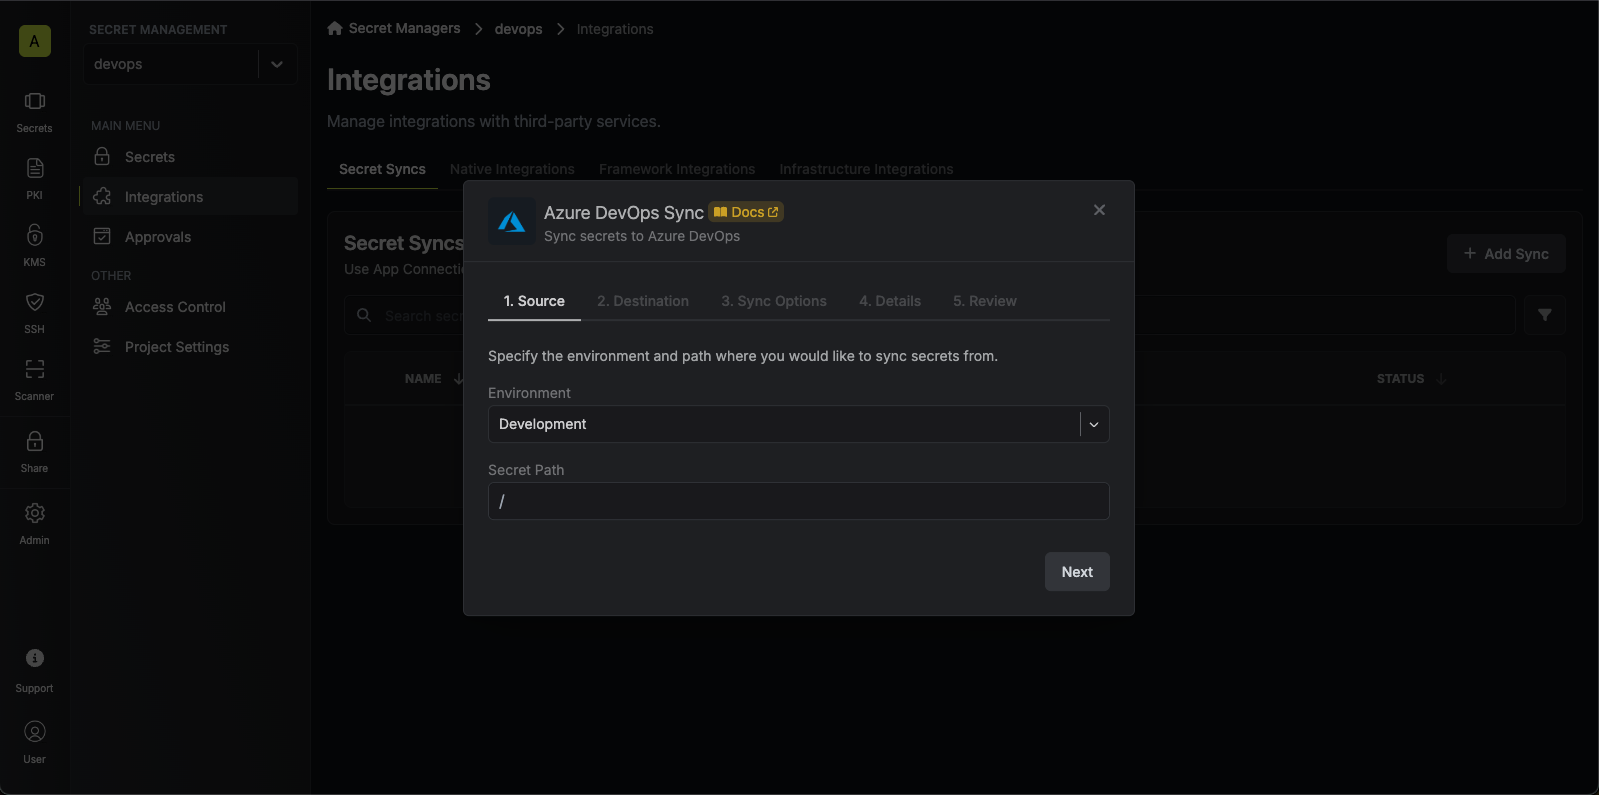 A
Secrets
PKI
KMS
SSH
Scanner
Share
Admin
Support
User
SECRET MANAGEMENT
devops
MAIN MENU
Secrets
Integrations
Approvals
OTHER
Access Control
Project Settings
Secret Managers > devops > Integrations
Integrations
Manage integrations with third-party services.
Secret Syncs Native Integrations Framework Integrations Infrastructure Integrations
Secret Syncs
Use App Connectio
+ Add Sync
Search secr
NAME STATUS
Azure DevOps Sync Docs
Sync secrets to Azure DevOps
1. Source 2. Destination 3. Sync Options 4. Details 5. Review
Specify the environment and path where you would like to sync secrets from.
Environment
Development
Secret Path
/
Next